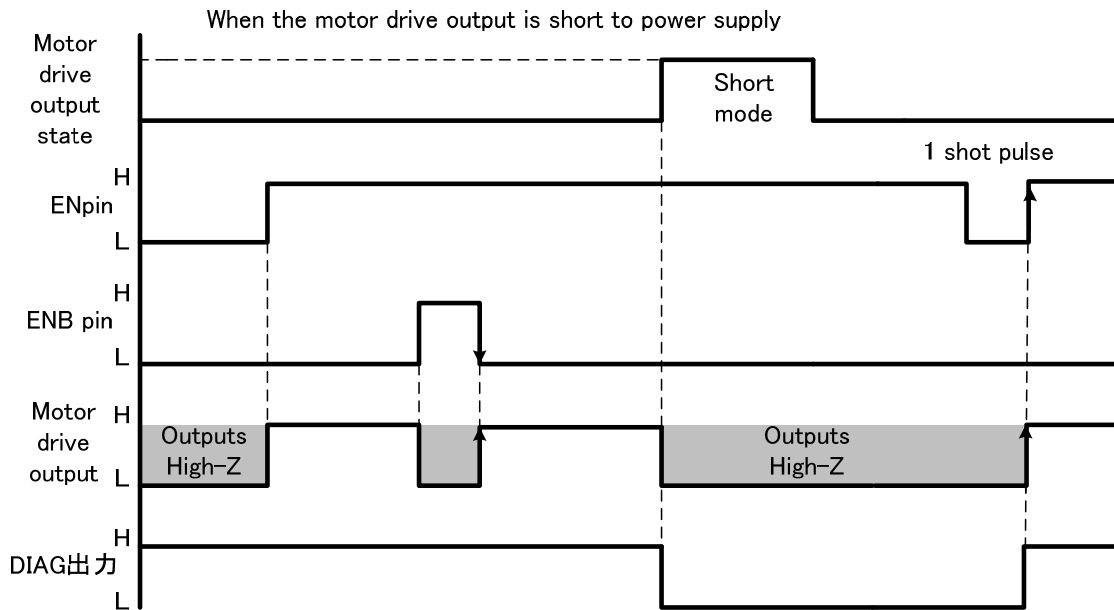 When the motor drive output is short to power supply
Motor
drive
output
state
Short
mode
1 shot pulse
H
ENpin
L
H
ENB pin
L
Motor
drive
output
H
L
Outputs
High-Z
Outputs
High-Z
H
DIAG出力
L